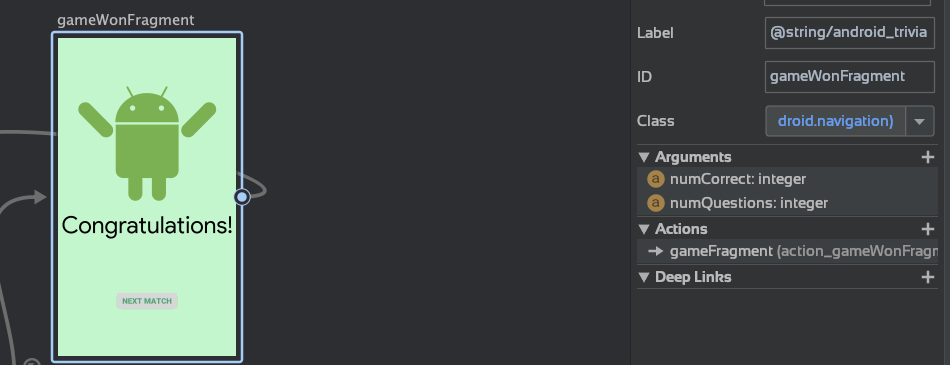 gameWonFragment
Congratulations!
NEXT MATCH
Label
@string/android_trivia
ID
gameWonFragment
Class
droid.navigation)
Arguments
a numCorrect: integer
a numQuestions: integer
Actions
gameFragment (action_gameWonFragm
Deep Links